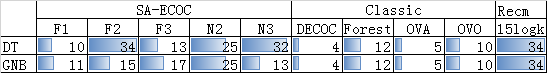 SA-ECOC Classic Recm
F1 F2 F3 N2 N3 DECOC Forest OVA OVO 15logk
DT 10 34 13 25 32 4 12 5 10 34
GNB 11 15 17 25 13 4 12 5 10 34